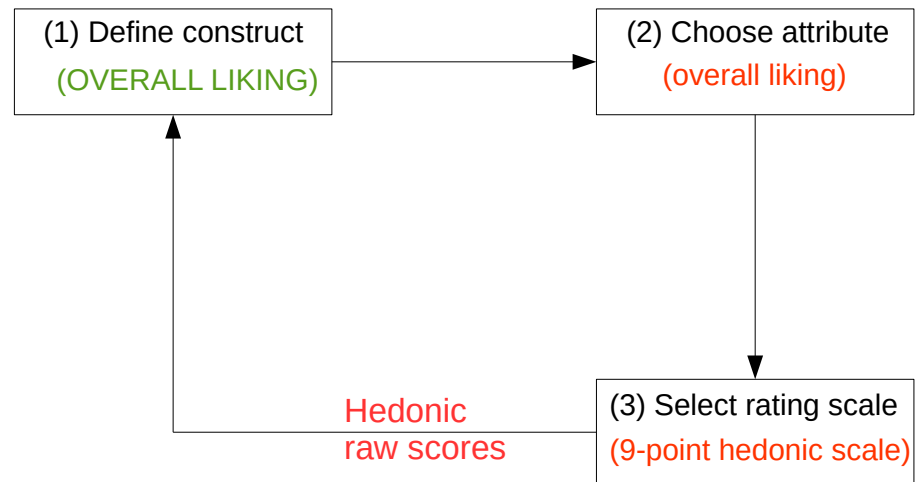 (1) Define construct
(OVERALL LIKING)
(2) Choose attribute
(overall liking)
Hedonic
raw scores
(3) Select rating scale
(9-point hedonic scale)